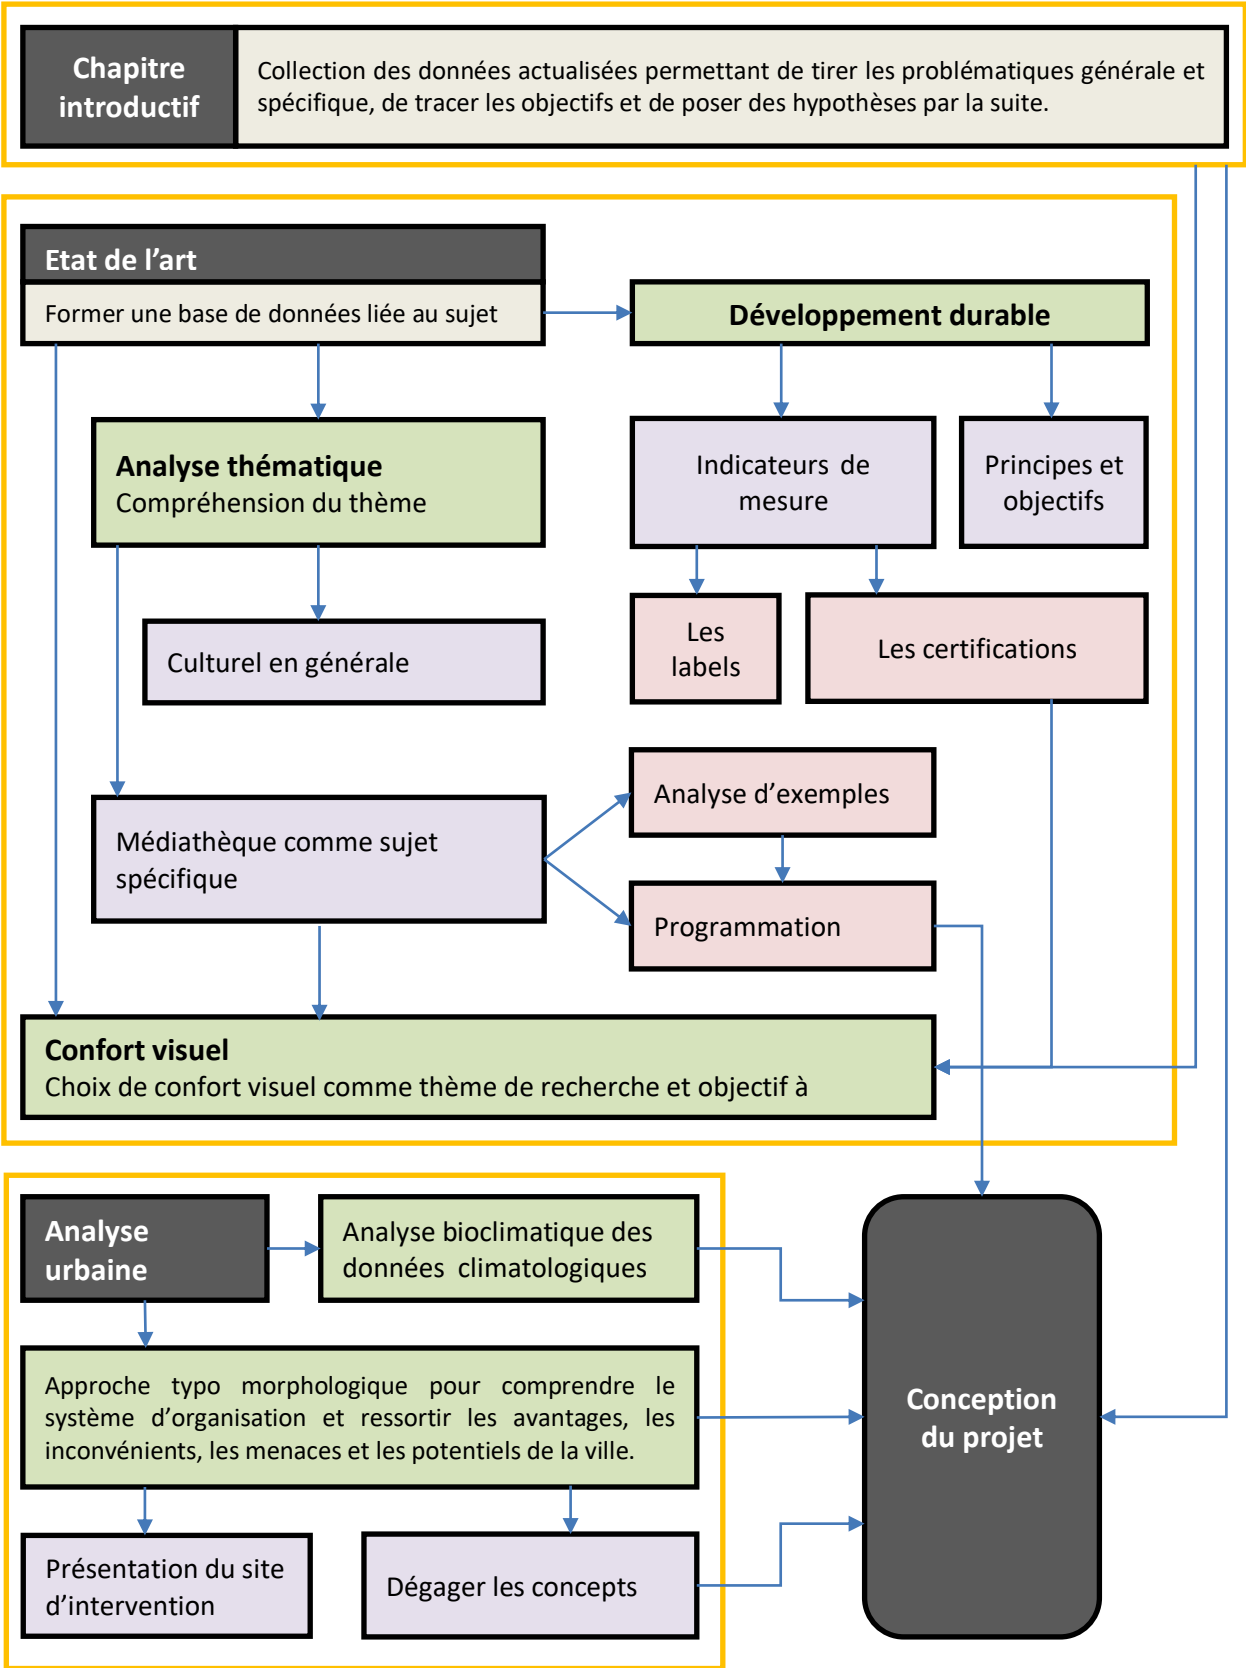 Chapitre
introductif
Collection des données actualisées permettant de tirer les problématiques générale et
spécifique, de tracer les objectifs et de poser des hypothèses par la suite.
Etat de l’art
Former une base de données liée au sujet
Développement durable
Analyse thématique
Compréhension du thème
Indicateurs de
mesure
Principes et
objectifs
Culturel en générale
Les
labels
Les certifications
Médiathèque comme sujet
spécifique
Analyse d’exemples
Programmation
Confort visuel
Choix de confort visuel comme thème de recherche et objectif à
Analyse
urbaine
Analyse bioclimatique des
données climatologiques
Approche typo morphologique pour comprendre le
système d’organisation et ressortir les avantages, les
inconvénients, les menaces et les potentiels de la ville.
Présentation du site
d’intervention
Dégager les concepts
Conception
du projet